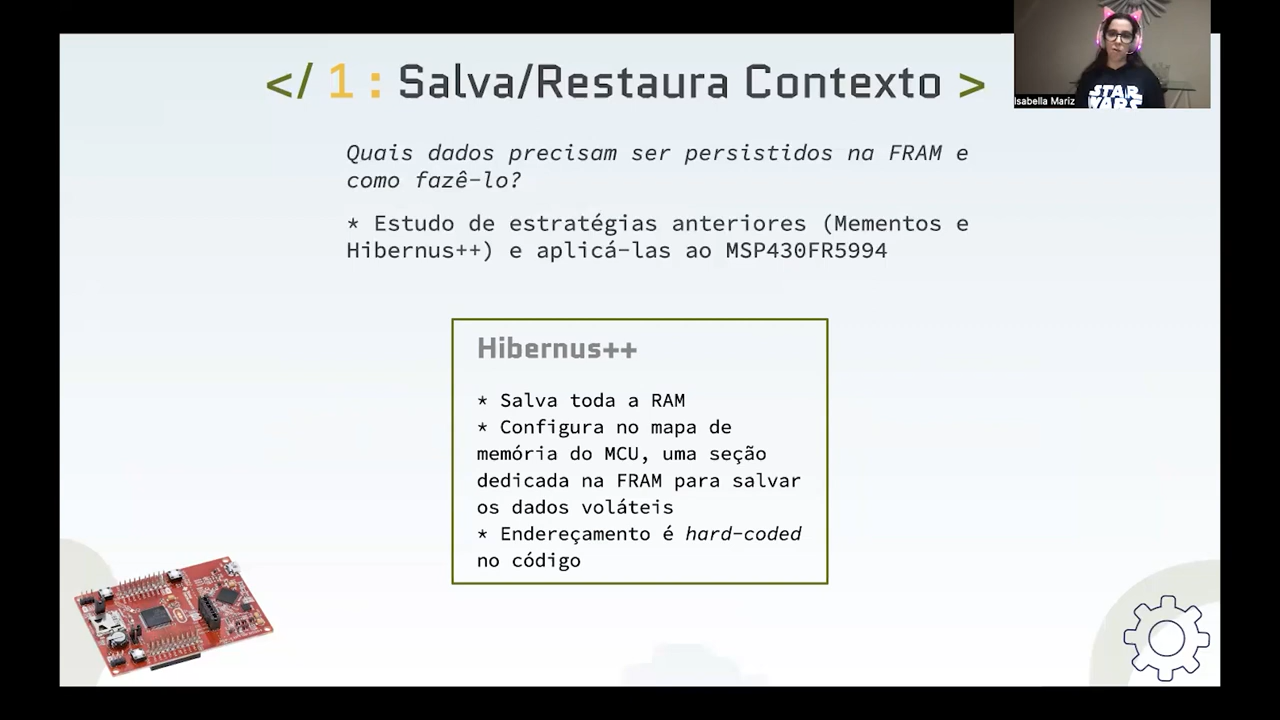 </ 1 : Salva/Restaura Contexto >
Quais dados precisam ser persistidos na FRAM e
como fazê-lo?
* Estudo de estratégias anteriores (Mementos e
Hibernus++) e aplicá-las ao MSP430FR5994
Hibernus++
* Salva toda a RAM
* Configura no mapa de
memória do MCU, uma seção
dedicada na FRAM para salvar
os dados voláteis
* Endereçamento é hard-coded
no código
Isabella Mariz
STAR
WARS